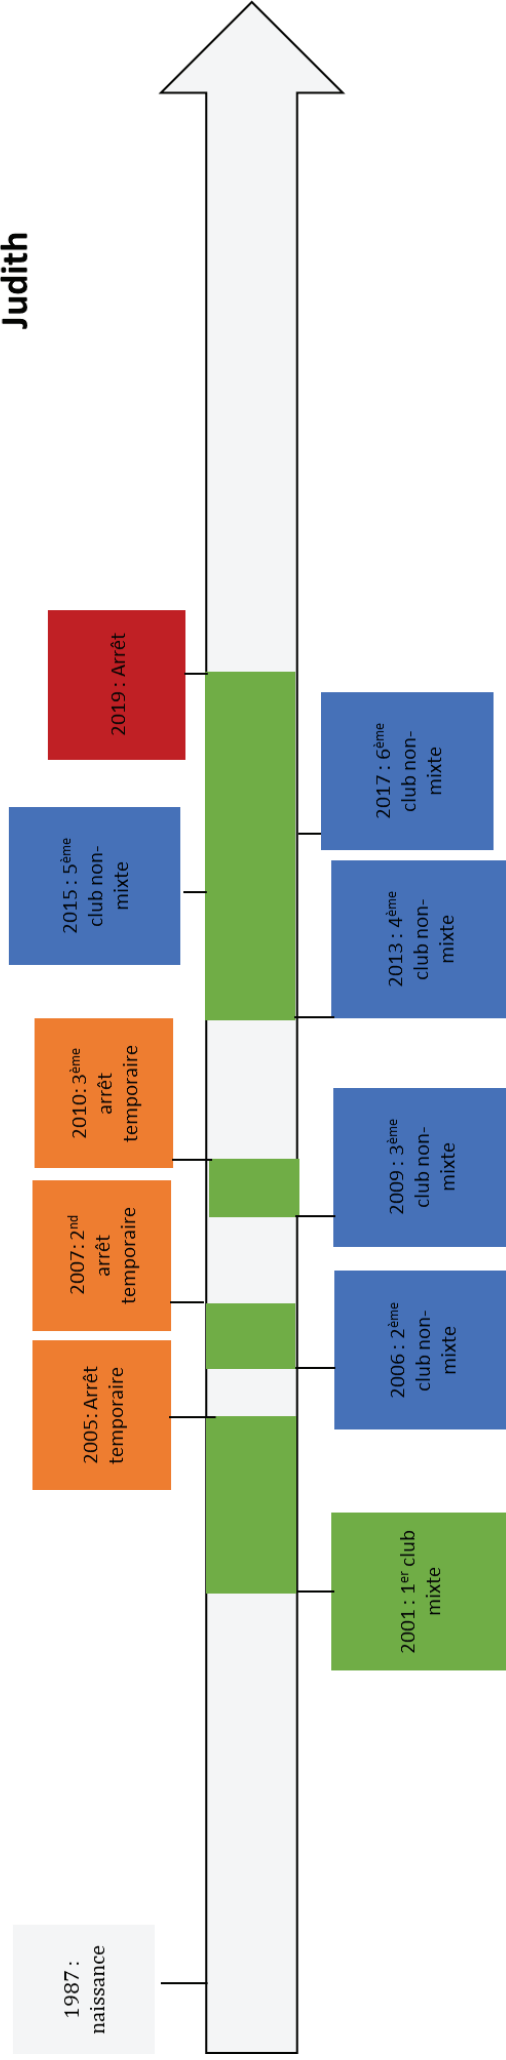 Judith
1987 :
naissance
2001 : 1er club
mixte
2005: Arrêt
temporaire
2006 : 2ème
club non-
mixte
2007: 2nd
arrêt
temporaire
2009 : 3ème
club non-
mixte
2010: 3ème
arrêt
temporaire
2013 : 4ème
club non-
mixte
2015 : 5ème
club non-
mixte
2017 : 6ème
club non-
mixte
2019 : Arrêt